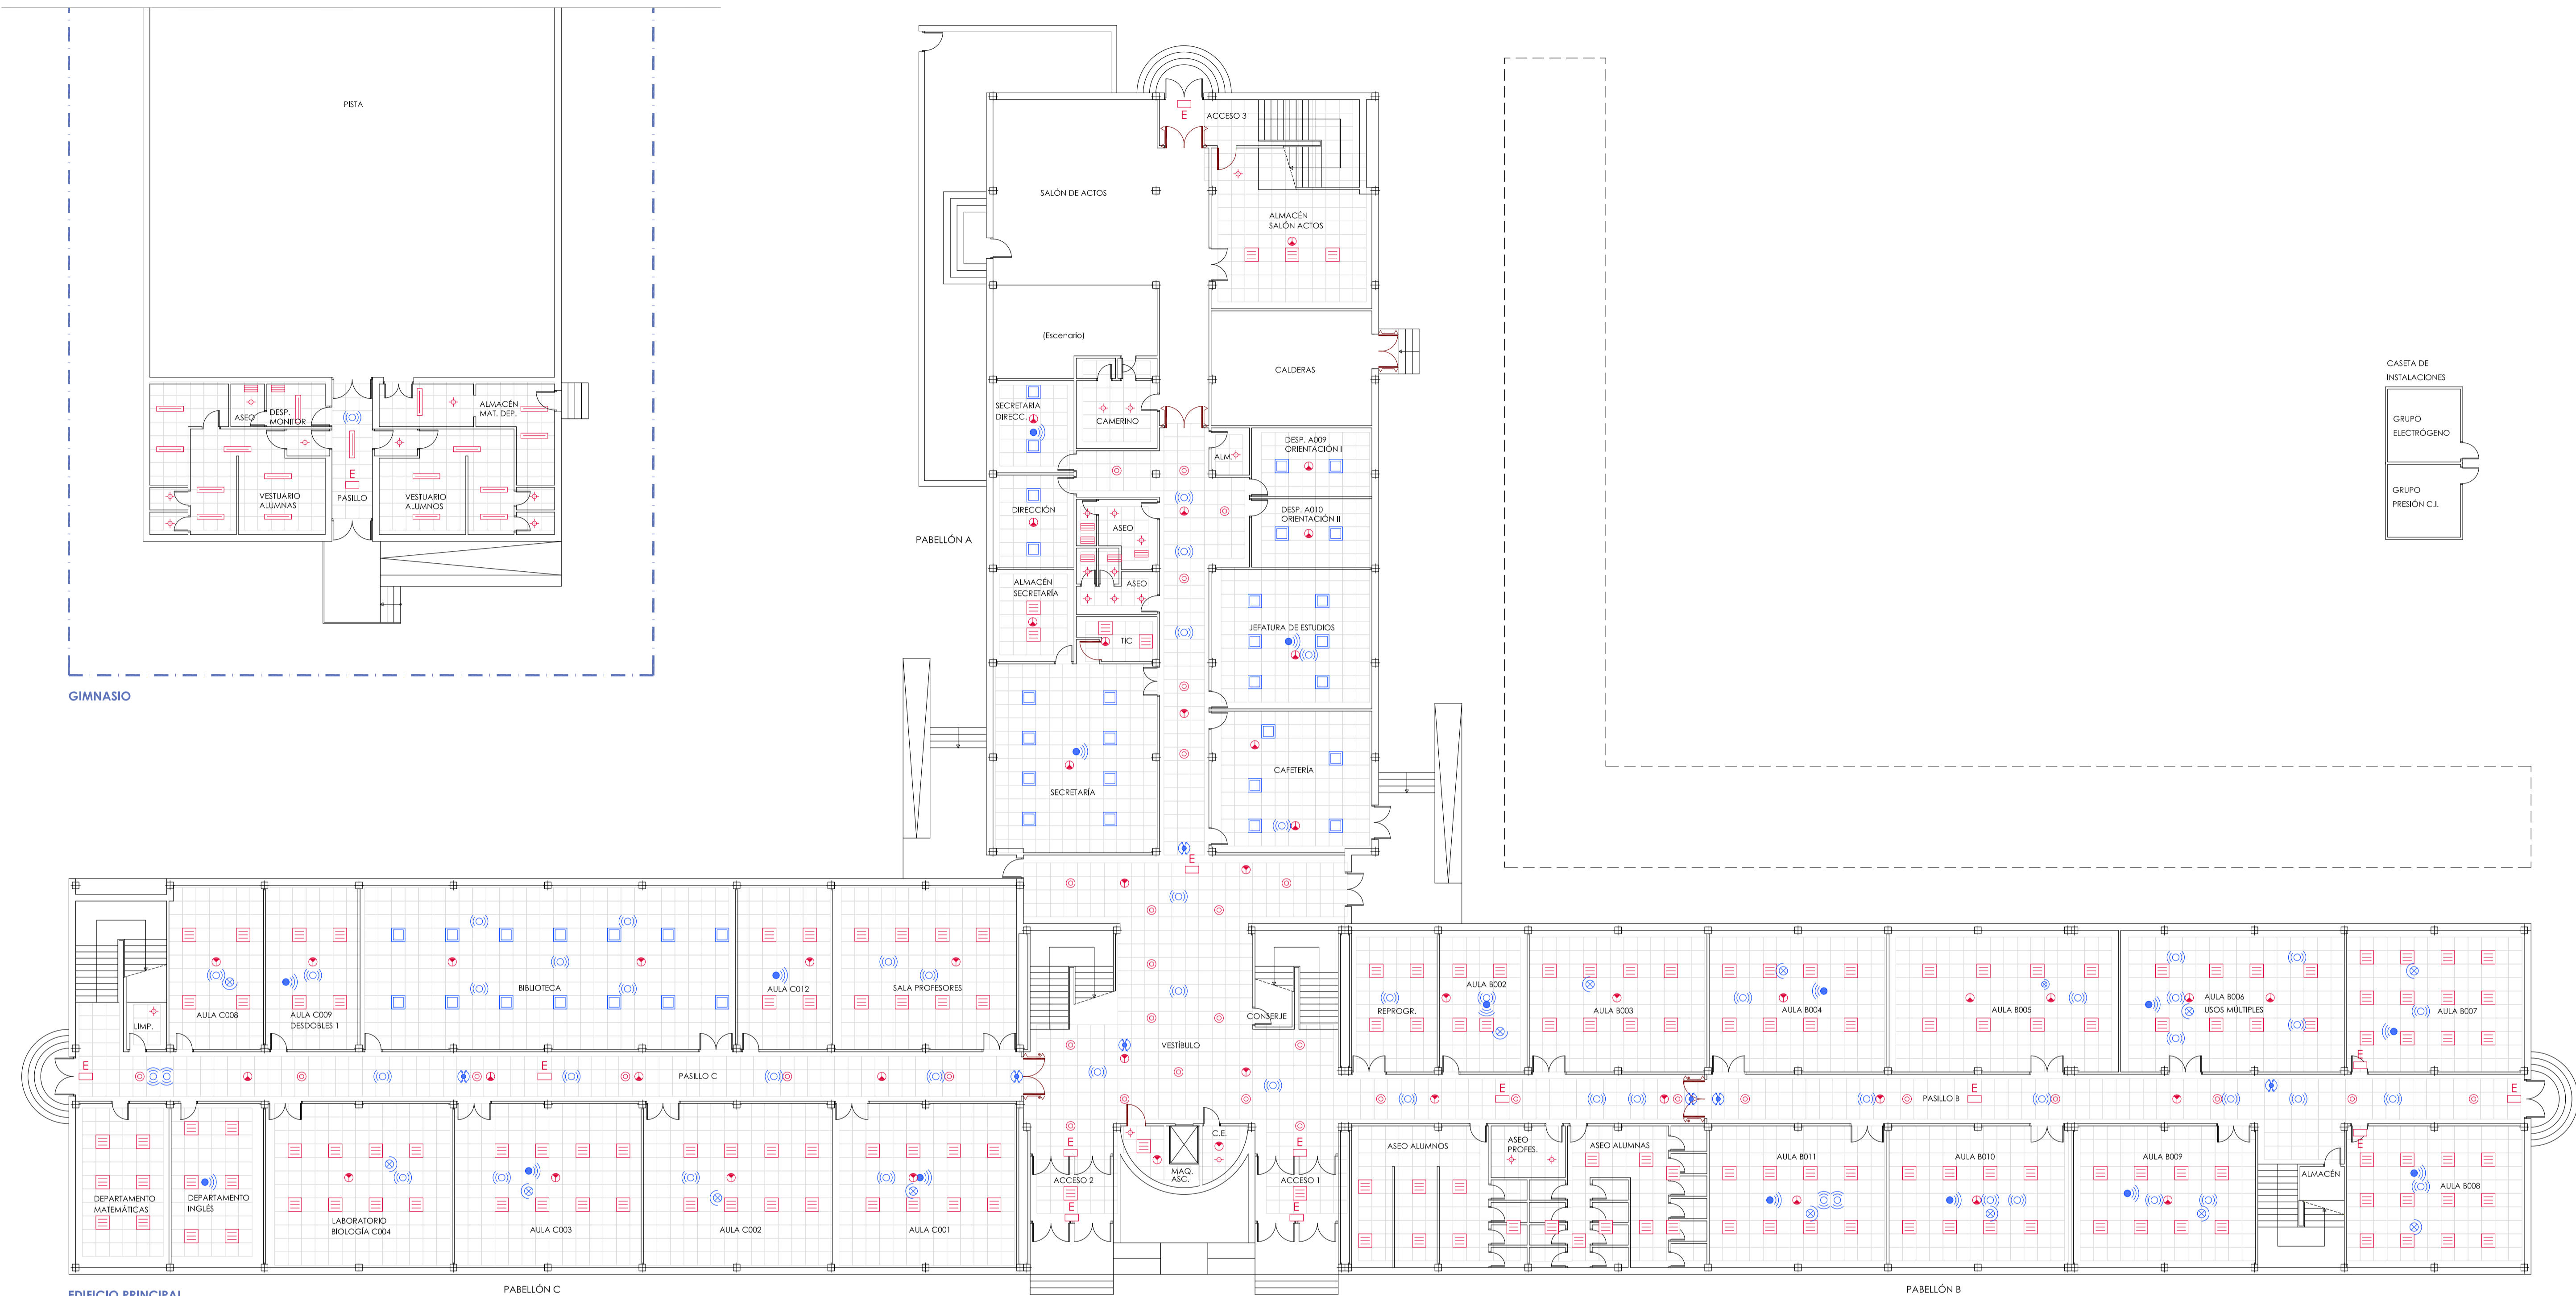 PISTA
ASEO
DESP.
MONITOR
ALMACÉN
MAT. DEP.
E
VESTUARIO
ALUMNAS
PASILLO
VESTUARIO
ALUMNOS
GIMNASIO
E
ACCESO 3
SALÓN DE ACTOS
ALMACÉN
SALÓN ACTOS
(Escenario)
CALDERAS
SECRETARIA
DIRECC.
CAMERINO
ALM.
DESP. A009
ORIENTACIÓN I
DIRECCIÓN
ASEO
DESP. A010
ORIENTACIÓN II
PABELLÓN A
ALMACÉN
SECRETARÍA
ASEO
TIC
JEFATURA DE ESTUDIOS
SECRETARÍA
CAFETERÍA
E
CASETA DE
INSTALACIONES
GRUPO
ELECTRÓGENO
GRUPO
PRESIÓN C.I.
LIMP.
AULA C008
AULA C009
DESDOBLES 1
BIBLIOTECA
AULA C012
SALA PROFESORES
E
E
PASILLO C
DEPARTAMENTO
MATEMÁTICAS
DEPARTAMENTO
INGLÉS
LABORATORIO
BIOLOGÍA C004
AULA C003
AULA C002
AULA C001
PABELLÓN C
EDIFICIO PRINCIPAL
CONSERJE
VESTÍBULO
E
ACCESO 2
E
MAQ.
ASC.
C.E.
E
ACCESO 1
E
REPROGR.
AULA B002
AULA B003
AULA B004
AULA B005
AULA B006
USOS MÚLTIPLES
AULA B007
E
E
PASILLO B
E
E
E
ASEO ALUMNOS
ASEO
PROFES.
ASEO ALUMNAS
AULA B011
AULA B010
AULA B009
ALMACÉN
AULA B008
PABELLÓN B